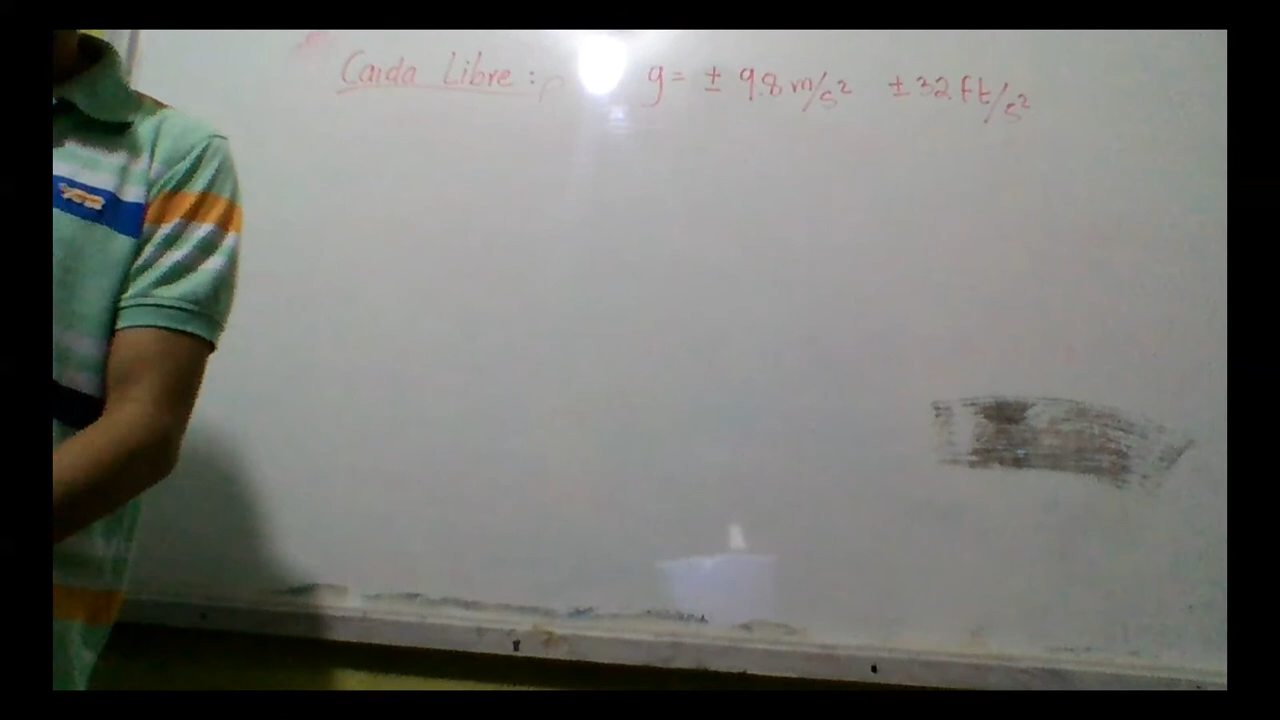 Caida Libre: g= ± 9.8 m/s² ± 32 ft/s²